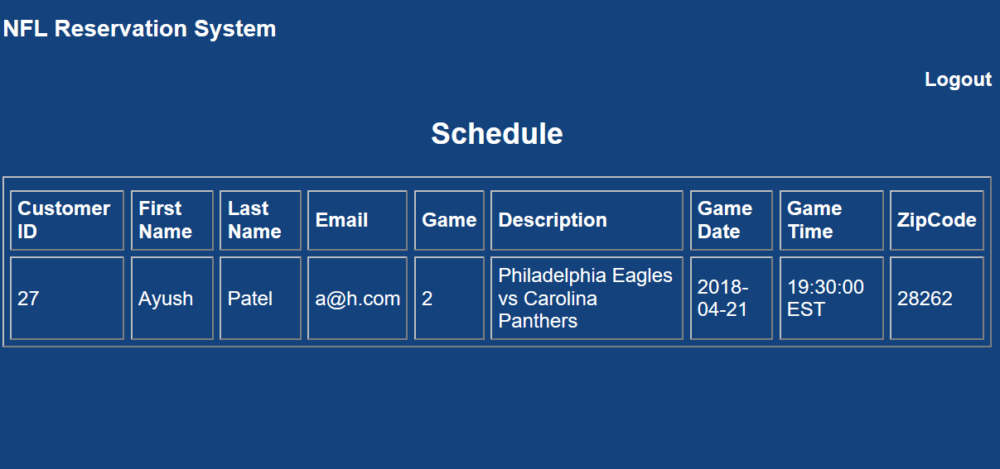 NFL Reservation System
Logout
Schedule
Customer ID First Name Last Name Email Game Description Game Date Game Time ZipCode
27 Ayush Patel a@h.com 2 Philadelphia Eagles vs Carolina Panthers 2018-04-21 19:30:00 EST 28262